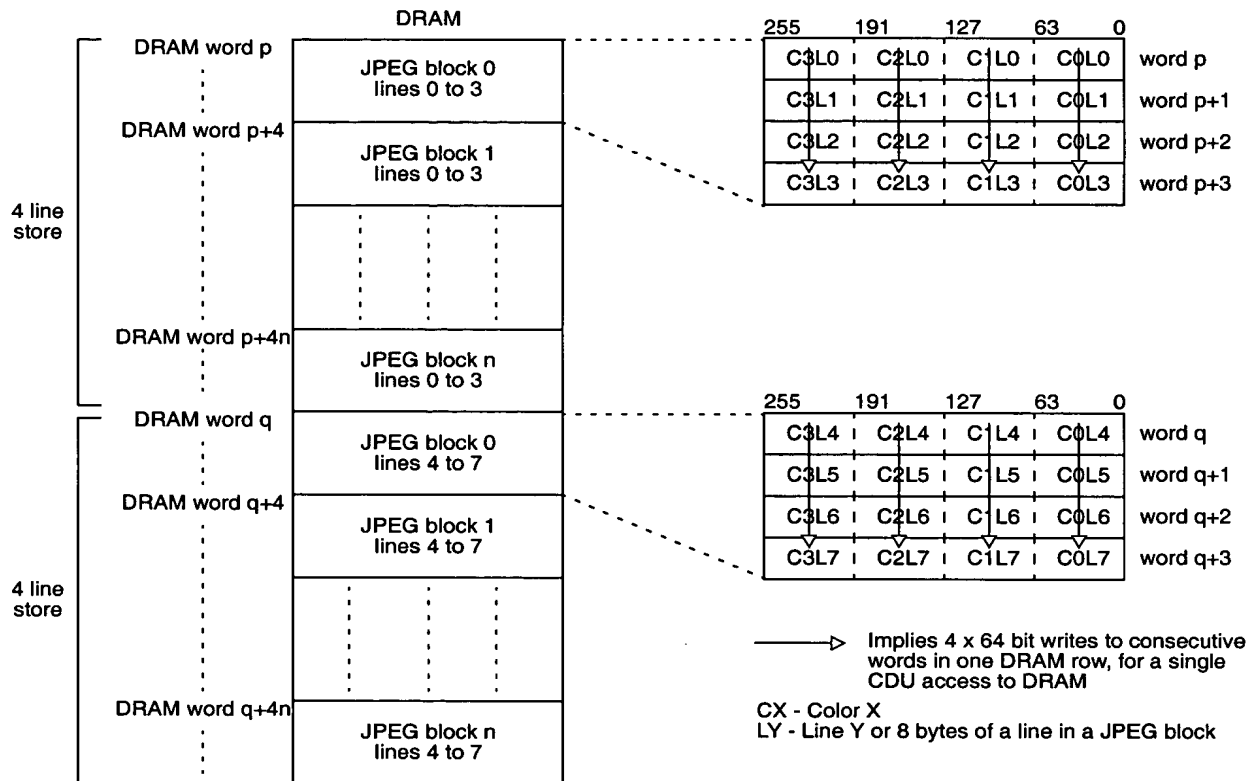 DRAM
DRAM word p
JPEG block 0
lines 0 to 3
DRAM word p+4
JPEG block 1
lines 0 to 3
4 line
store
DRAM word p+4n
JPEG block n
lines 0 to 3
DRAM word q
JPEG block 0
lines 4 to 7
DRAM word q+4
JPEG block 1
lines 4 to 7
4 line
store
DRAM word q+4n
JPEG block n
lines 4 to 7
255 191 127 63 0
C3L0 C2L0 C1L0 C0L0 word p
C3L1 C2L1 C1L1 C0L1 word p+1
C3L2 C2L2 C1L2 C0L2 word p+2
C3L3 C2L3 C1L3 C0L3 word p+3
255 191 127 63 0
C3L4 C2L4 C1L4 C0L4 word q
C3L5 C2L5 C1L5 C0L5 word q+1
C3L6 C2L6 C1L6 C0L6 word q+2
C3L7 C2L7 C1L7 C0L7 word q+3
Implies 4 x 64 bit writes to consecutive
words in one DRAM row, for a single
CDU access to DRAM
CX - Color X
LY - Line Y or 8 bytes of a line in a JPEG block